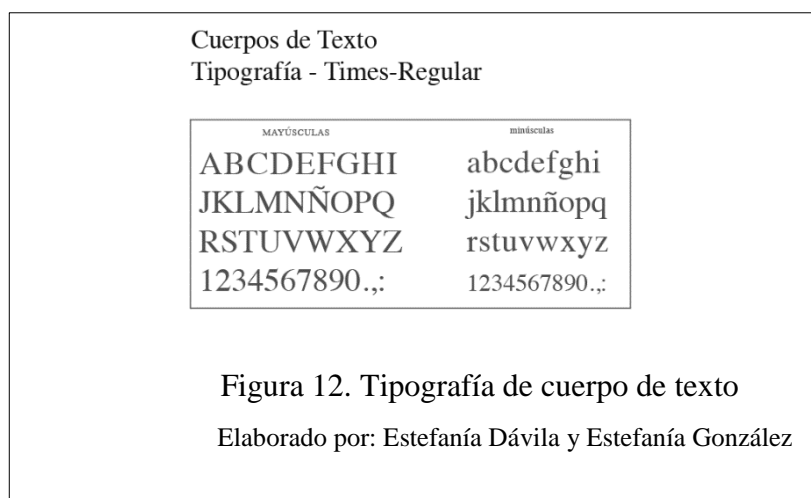 Cuerpos de Texto
Tipografía - Times-Regular
MAYÚSCULAS
ABCDEFGHI
JKLMNÑOPQ
RSTUVWXYZ
1234567890.,:
minúsculas
abcdefghi
jklmnñopq
rstuvwxyz
1234567890.,:
Figura 12. Tipografía de cuerpo de texto
Elaborado por: Estefanía Dávila y Estefanía González